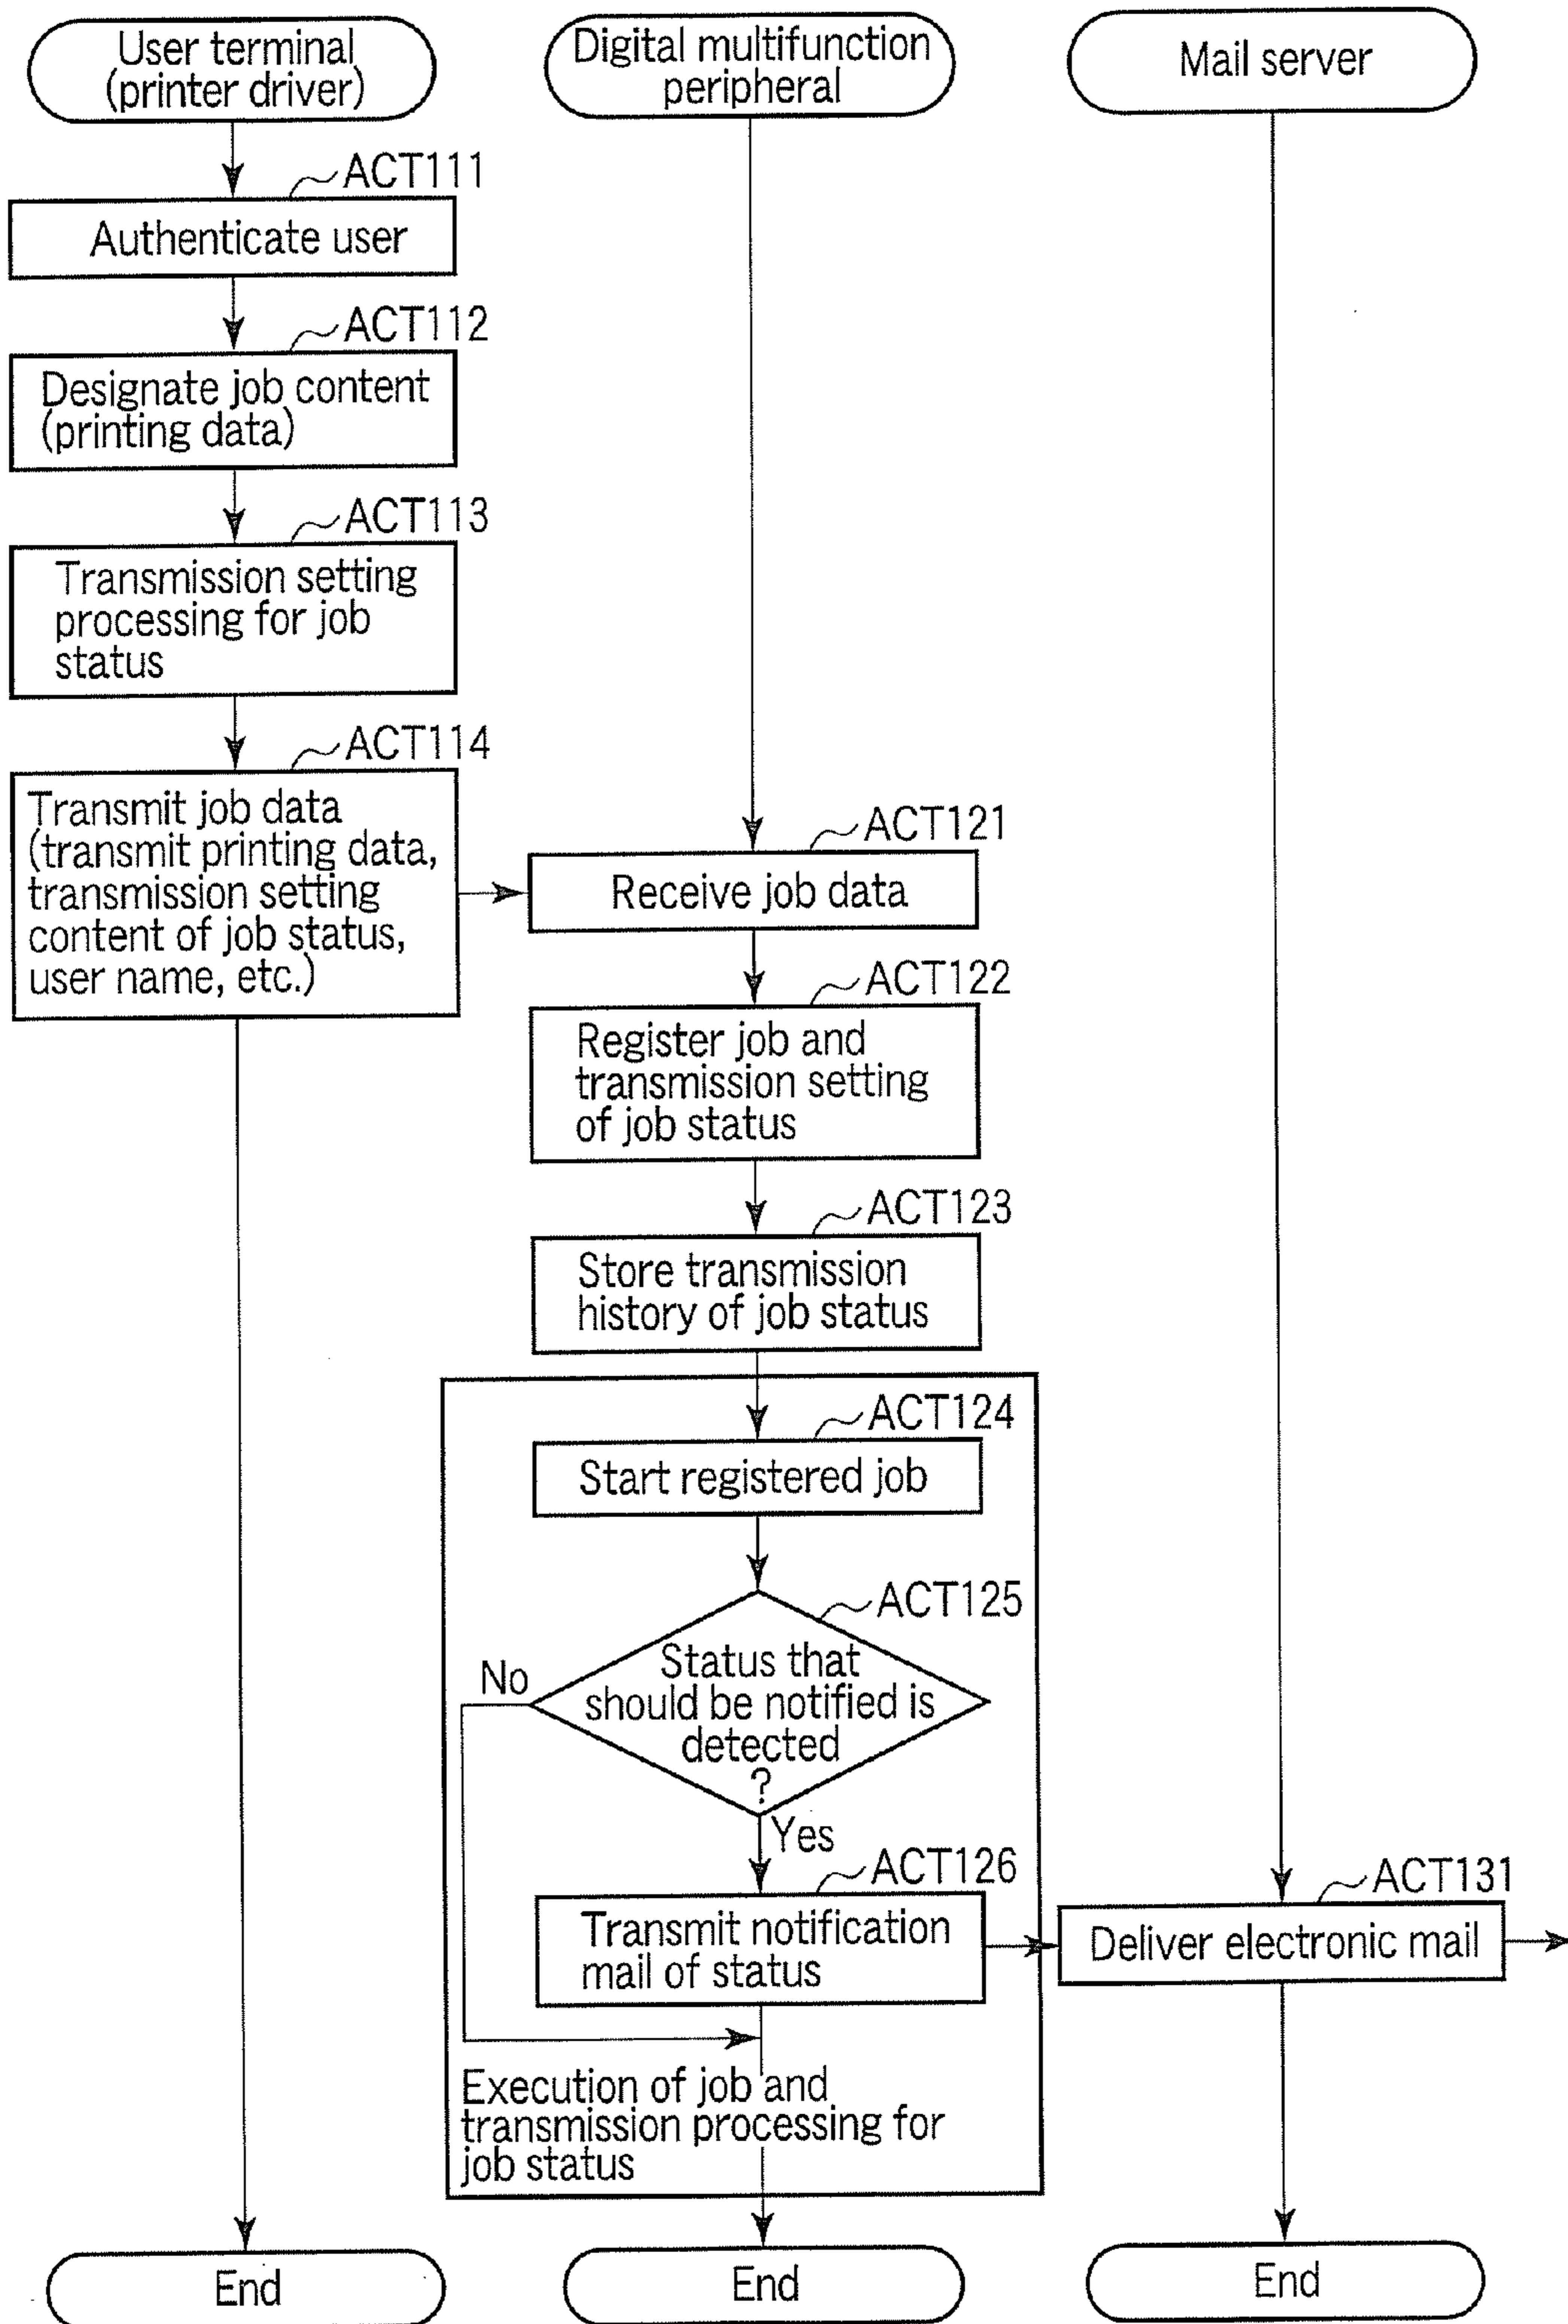 User terminal
(printer driver)
Digital multifunction
peripheral
Mail server
ACT111
Authenticate user
ACT112
Designate job content
(printing data)
ACT113
Transmission setting
processing for job
status
ACT114
Transmit job data
(transmit printing data,
transmission setting
content of job status,
user name, etc.)
ACT121
Receive job data
ACT122
Register job and
transmission setting
of job status
ACT123
Store transmission
history of job status
ACT124
Start registered job
ACT125
Status that
should be notified is
detected
?
No
Yes
ACT126
Transmit notification
mail of status
ACT131
Deliver electronic mail
Execution of job and
transmission processing for
job status
End
End
End